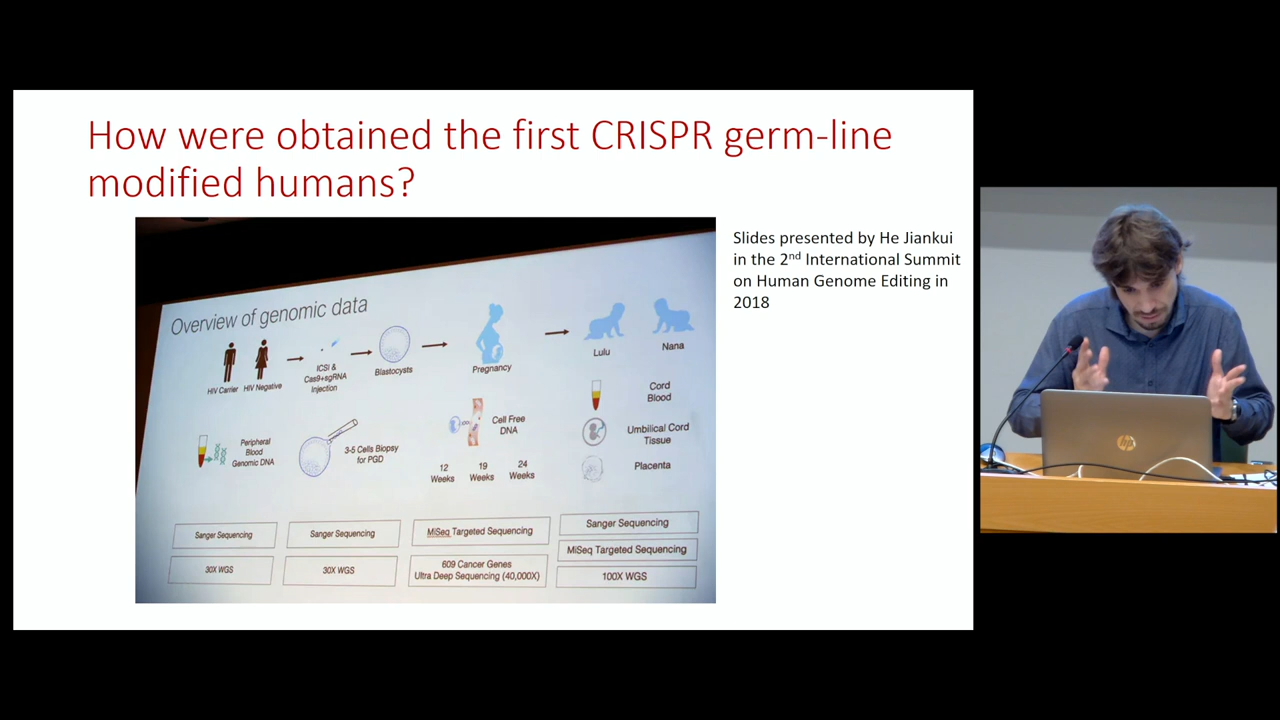 How were obtained the first CRISPR germ-line
modified humans?
Slides presented by He Jiankui
in the 2nd International Summit
on Human Genome Editing in
2018
Overview of genomic data
HIV Carrier
HIV Negative
ICSI &
Cas9+sgRNA
Injection
Blastocysts
Pregnancy
Lulu
Nana
Peripheral
Blood
Genomic DNA
3-5 Cells Biopsy
for PGD
Cell Free
DNA
12
Weeks
19
Weeks
24
Weeks
Cord
Blood
Umbilical Cord
Tissue
Placenta
Sanger Sequencing
30X WGS
Sanger Sequencing
30X WGS
MiSeq Targeted Sequencing
609 Cancer Genes
Ultra Deep Sequencing (40,000X)
Sanger Sequencing
MiSeq Targeted Sequencing
100X WGS
hp